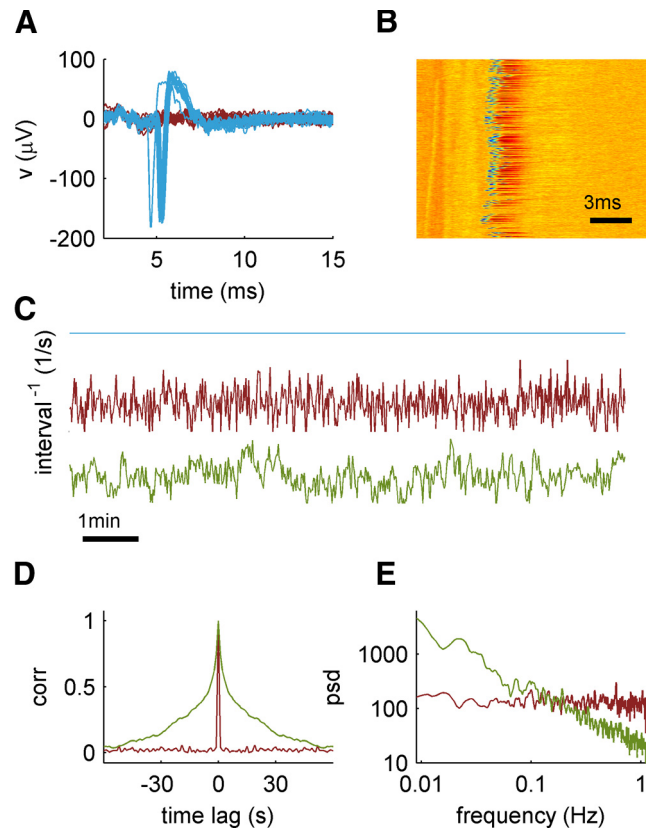 A
B
100
0
-100
-200
v (μV)
5
10
15
time (ms)
3ms
C
interval⁻¹ (1/s)
1min
D
E
1
0.5
0
corr
-30
0
30
time lag (s)
1000
100
10
psd
0.01
0.1
1
frequency (Hz)